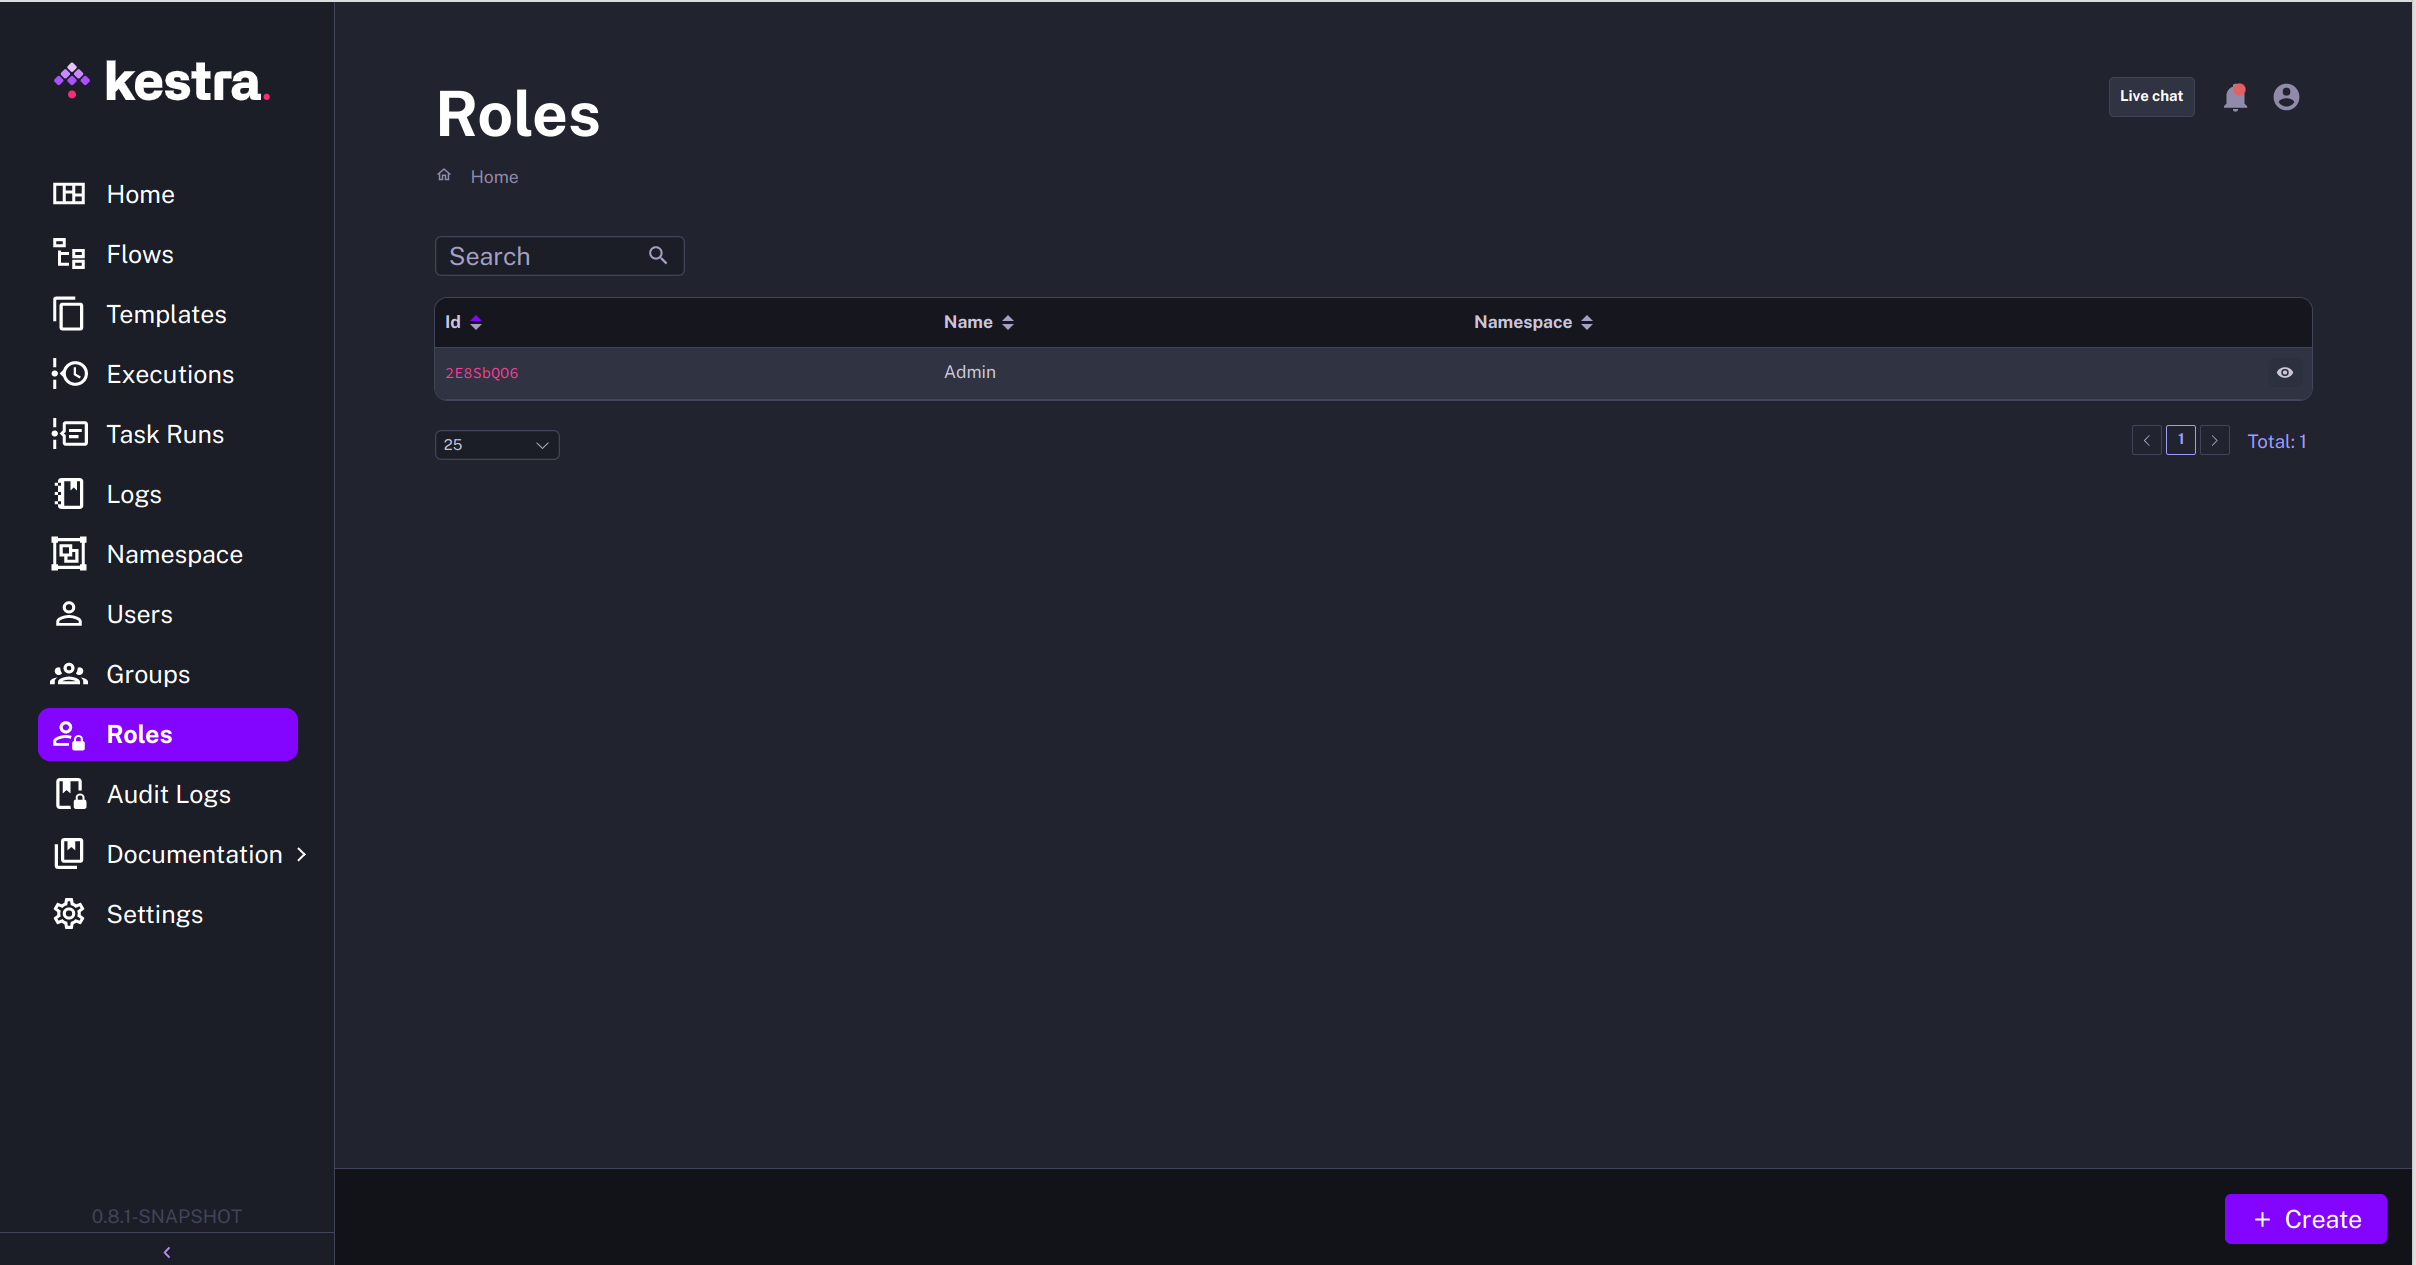 kestra.
Home
Flows
Templates
Executions
Task Runs
Logs
Namespace
Users
Groups
Roles
Audit Logs
Documentation
Settings
0.8.1-SNAPSHOT
Roles
Home
Live chat
Search
Id Name Namespace
2E8SbQO6 Admin
25
1 Total: 1
Create